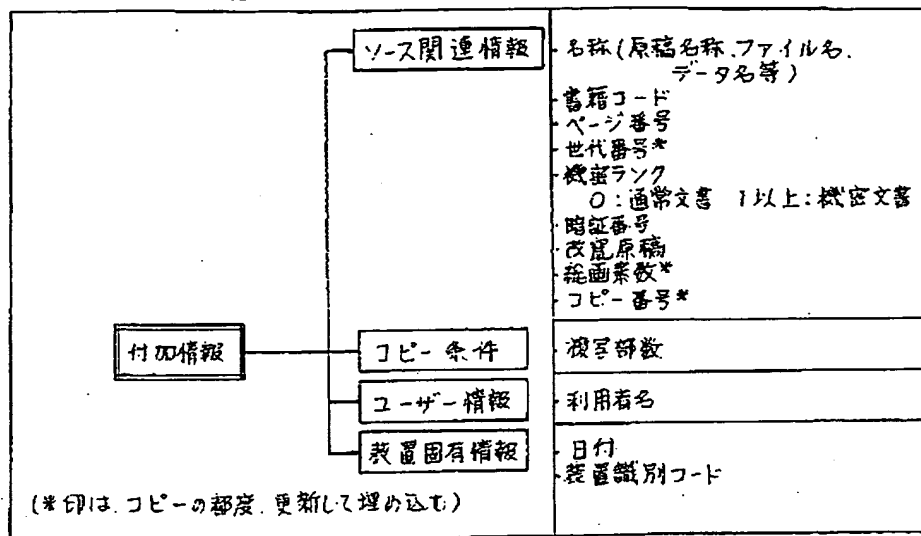 ソース関連情報
名称(原稿名称、ファイル名、
データ名等)
書籍コード
ページ番号
世代番号*
機密ランク
0:通常文書 1以上:機密文書
暗証番号
改竄原稿
総画素数*
コピー番号*
付加情報
コピー条件
複写部数
ユーザー情報
利用者名
装置固有情報
日付
装置識別コード
(*印は、コピーの都度、更新して埋め込む)